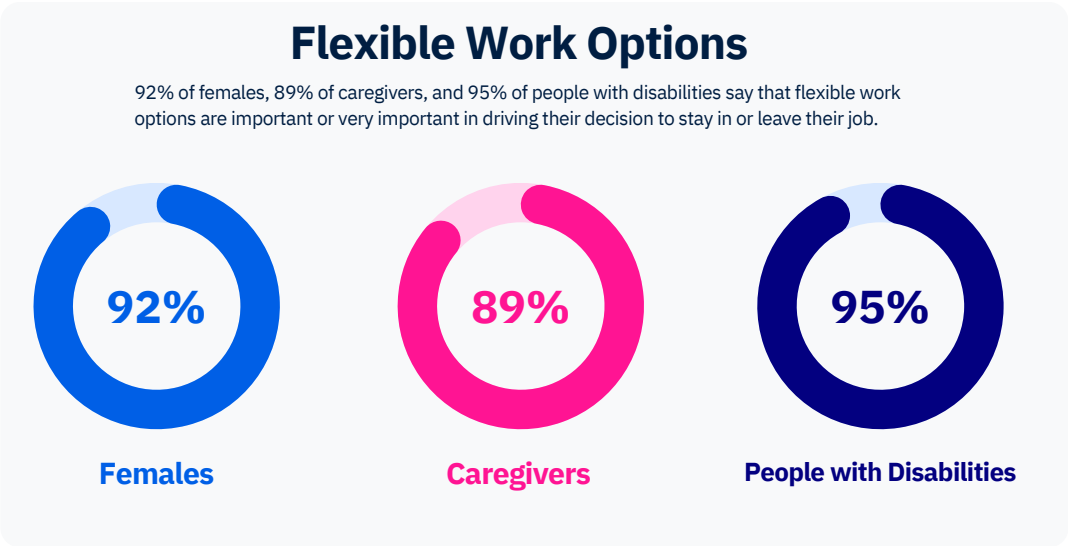 Flexible Work Options
92% of females, 89% of caregivers, and 95% of people with disabilities say that flexible work
options are important or very important in driving their decision to stay in or leave their job.
92%
89%
95%
Females
Caregivers
People with Disabilities